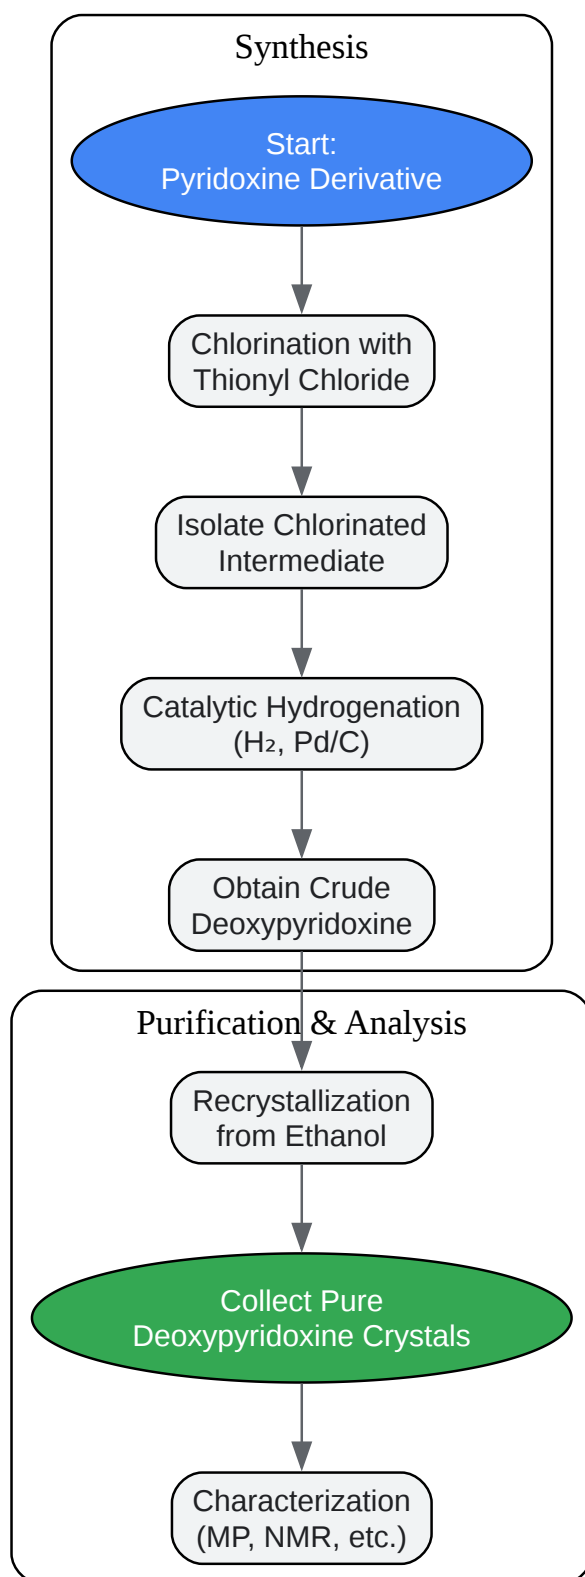 Synthesis
Start:
Pyridoxine Derivative
Chlorination with
Thionyl Chloride
Isolate Chlorinated
Intermediate
Catalytic Hydrogenation
(H₂, Pd/C)
Obtain Crude
Deoxypyridoxine
Purification & Analysis
Recrystallization
from Ethanol
Collect Pure
Deoxypyridoxine Crystals
Characterization
(MP, NMR, etc.)